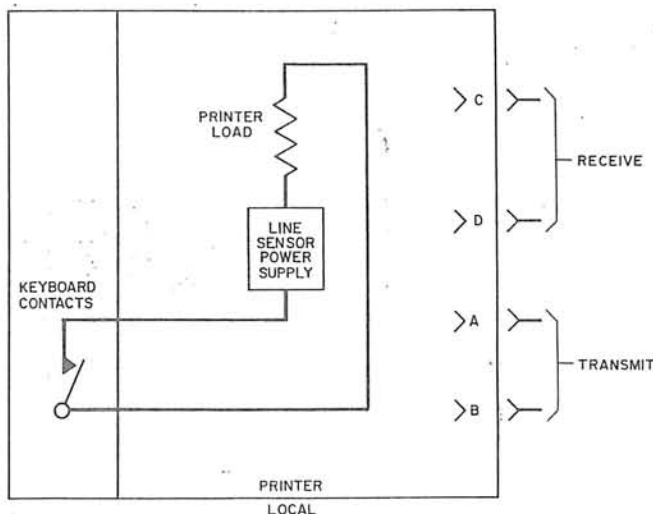 PRINTER
LOAD
C
RECEIVE
D
LINE
SENSOR
POWER
SUPPLY
KEYBOARD
CONTACTS
A
TRANSMIT
B
PRINTER
LOCAL